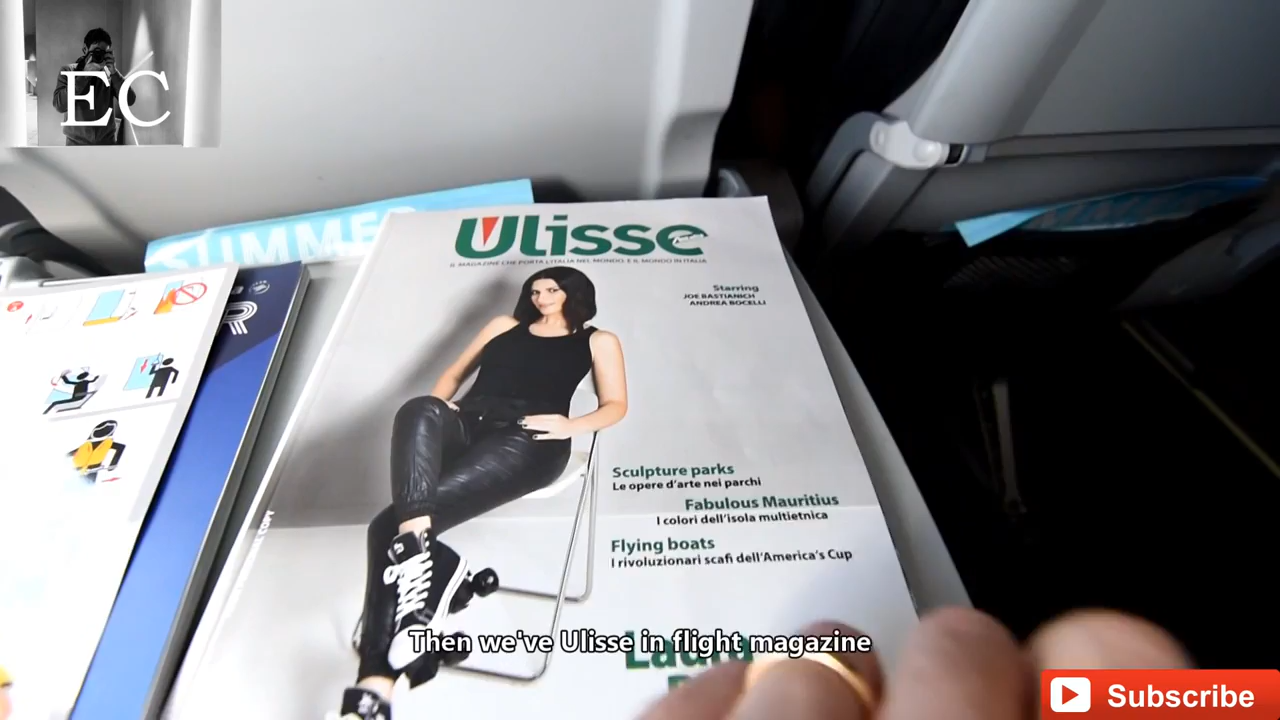 EC
SUMME
Ulisse
IL MAGAZINE CHE PORTA L'ITALIA NEL MONDO, E IL MONDO IN ITALIA
Starring
JOE BASTIANICH
ANDREA BOCELLI
R
Sculpture parks
Le opere d'arte nei parchi
Fabulous Mauritius
I colori dell'isola multietnica
Flying boats
I rivoluzionari scafi dell'America's Cup
Laura
Then we've Ulisse in flight magazine
Subscribe